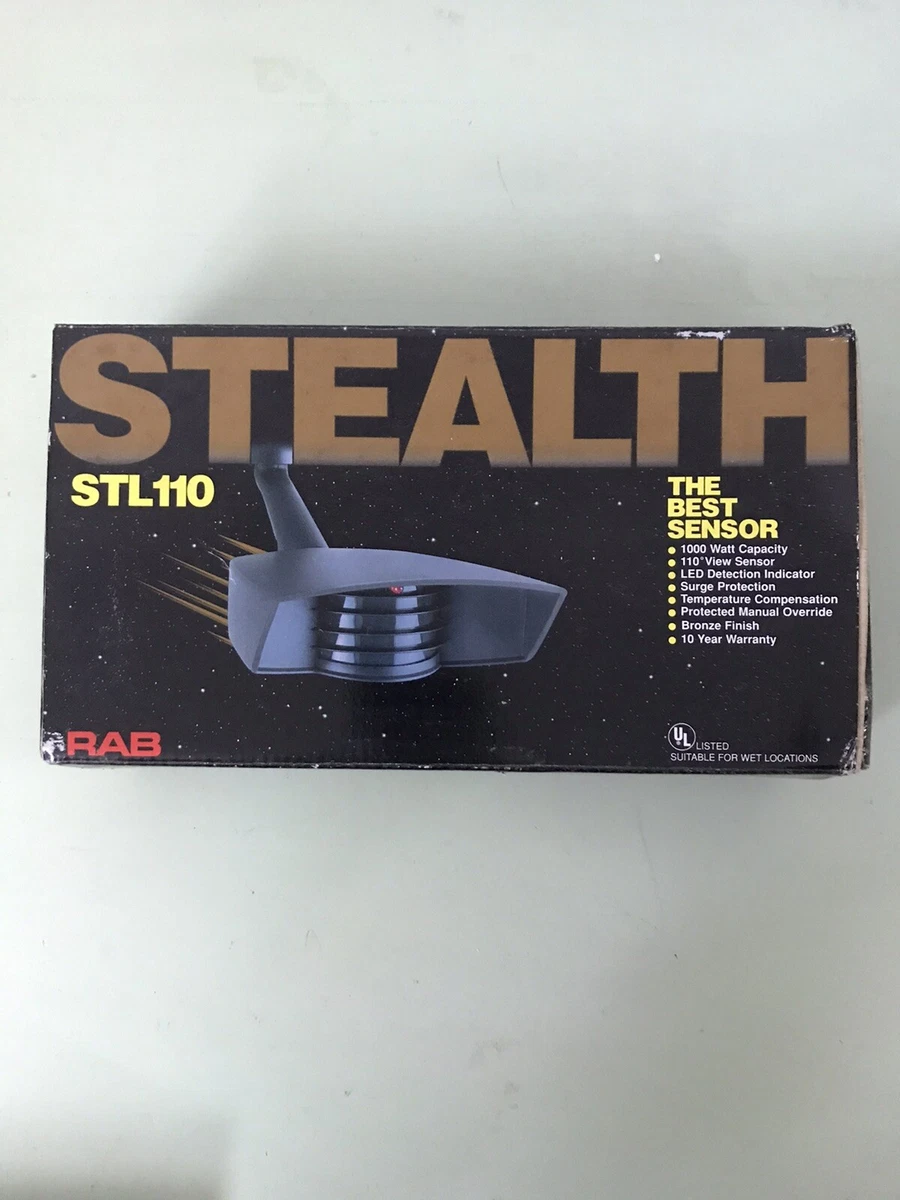 STEALTH
STL110
THE
BEST
SENSOR
● 1000 Watt Capacity
● 110° View Sensor
● LED Detection Indicator
● Surge Protection
● Temperature Compensation
● Protected Manual Override
● Bronze Finish
● 10 Year Warranty
RAB
UL LISTED
SUITABLE FOR WET LOCATIONS